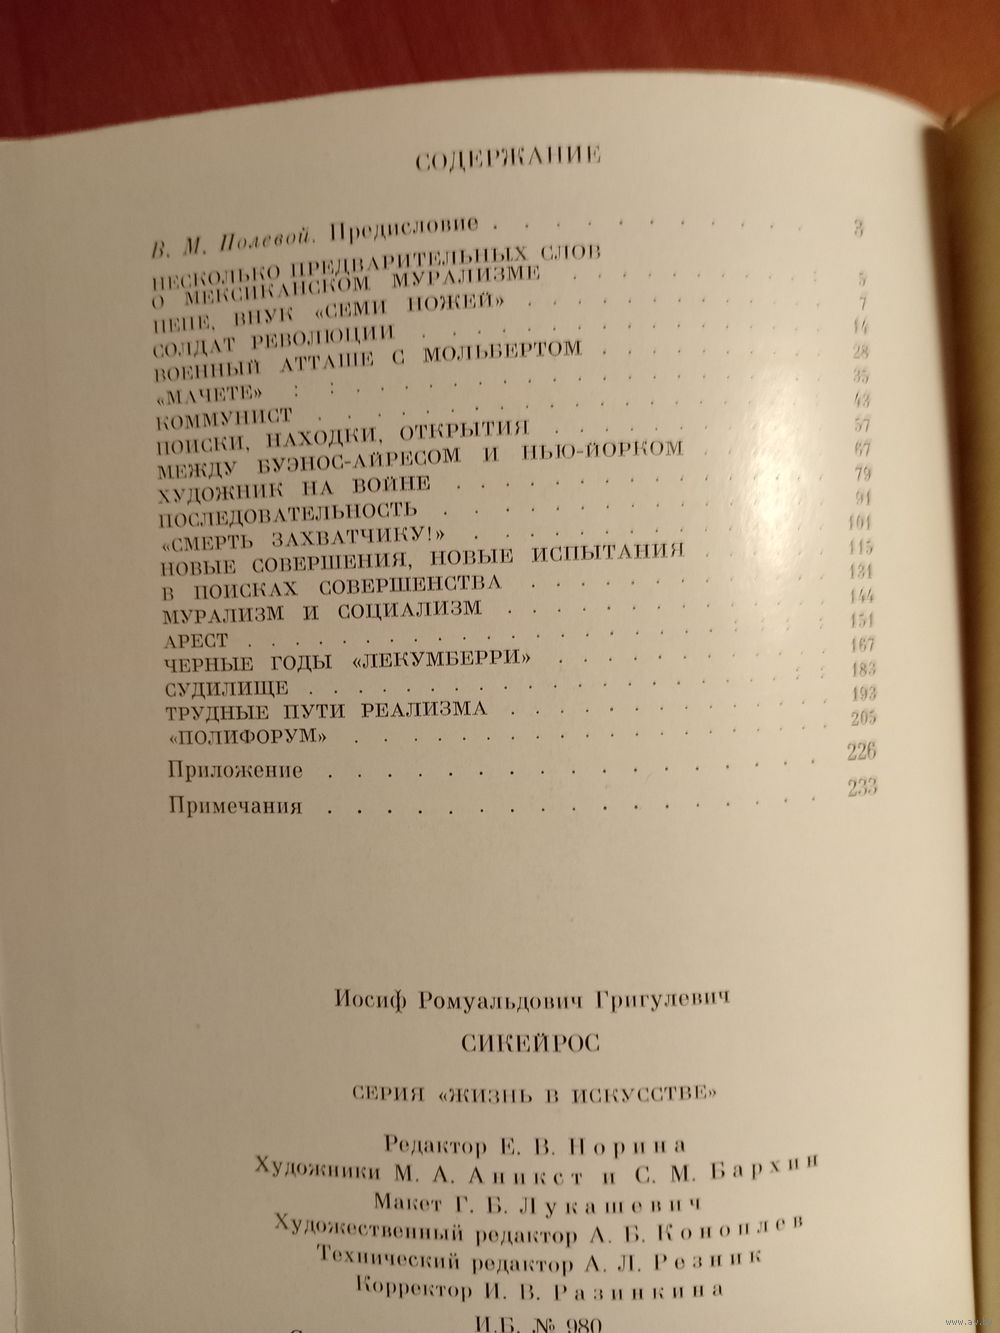 СОДЕРЖАНИЕ
В. М. Полевой. Предисловие . . . . . . . . . . 3
НЕСКОЛЬКО ПРЕДВАРИТЕЛЬНЫХ СЛОВ
О МЕКСИКАНСКОМ МУРАЛИЗМЕ . . . . . . . 5
ПЕПЕ, ВНУК «СЕМИ НОЖЕЙ» . . . . . . . . 7
СОЛДАТ РЕВОЛЮЦИИ . . . . . . . . . . 14
ВОЕННЫЙ АТТАШЕ С МОЛЬБЕРТОМ . . . . . . 28
«МАЧЕТЕ» : : . . . . . . . . . . . 35
КОММУНИСТ . . . . . . . . . . . . 43
ПОИСКИ, НАХОДКИ, ОТКРЫТИЯ . . . . . . . 57
МЕЖДУ БУЭНОС-АЙРЕСОМ И НЬЮ-ЙОРКОМ . . . . 67
ХУДОЖНИК НА ВОЙНЕ . . . . . . . . . . 79
ПОСЛЕДОВАТЕЛЬНОСТЬ . . . . . . . . . . 91
«СМЕРТЬ ЗАХВАТЧИКУ!» . . . . . . . . . 101
НОВЫЕ СОВЕРШЕНИЯ, НОВЫЕ ИСПЫТАНИЯ . . . . 115
В ПОИСКАХ СОВЕРШЕНСТВА . . . . . . . . 131
МУРАЛИЗМ И СОЦИАЛИЗМ . . . . . . . . . 144
АРЕСТ . . . . . . . . . . . . . . 151
ЧЕРНЫЕ ГОДЫ «ЛЕКУМБЕРРИ» . . . . . . . 167
СУДИЛИЩЕ . . . . . . . . . . . . . 183
ТРУДНЫЕ ПУТИ РЕАЛИЗМА . . . . . . . . . 193
«ПОЛИФОРУМ» . . . . . . . . . . . . 205
Приложение . . . . . . . . . . . . . 226
Примечания . . . . . . . . . . . . . 233
Иосиф Ромуальдович Григулевич
СИКЕЙРОС
СЕРИЯ «ЖИЗНЬ В ИСКУССТВЕ»
Редактор Е. В. Норина
Художники М. А. Аникст и С. М. Бархин
Макет Г. Б. Лукашевич
Художественный редактор А. Б. Коноплев
Технический редактор А. Л. Резник
Корректор И. В. Разинкина
И.Б. № 980